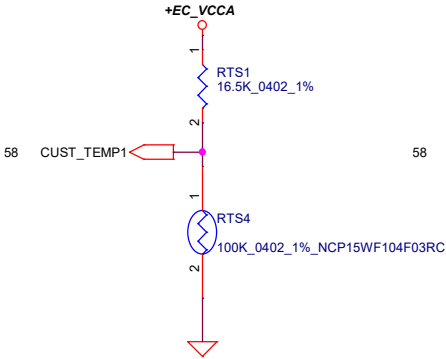 +EC_VCCA
1
RTS1
16.5K_0402_1%
2
58 CUST_TEMP1 58
1
RTS4
100K_0402_1%_NCP15WF104F03RC
2